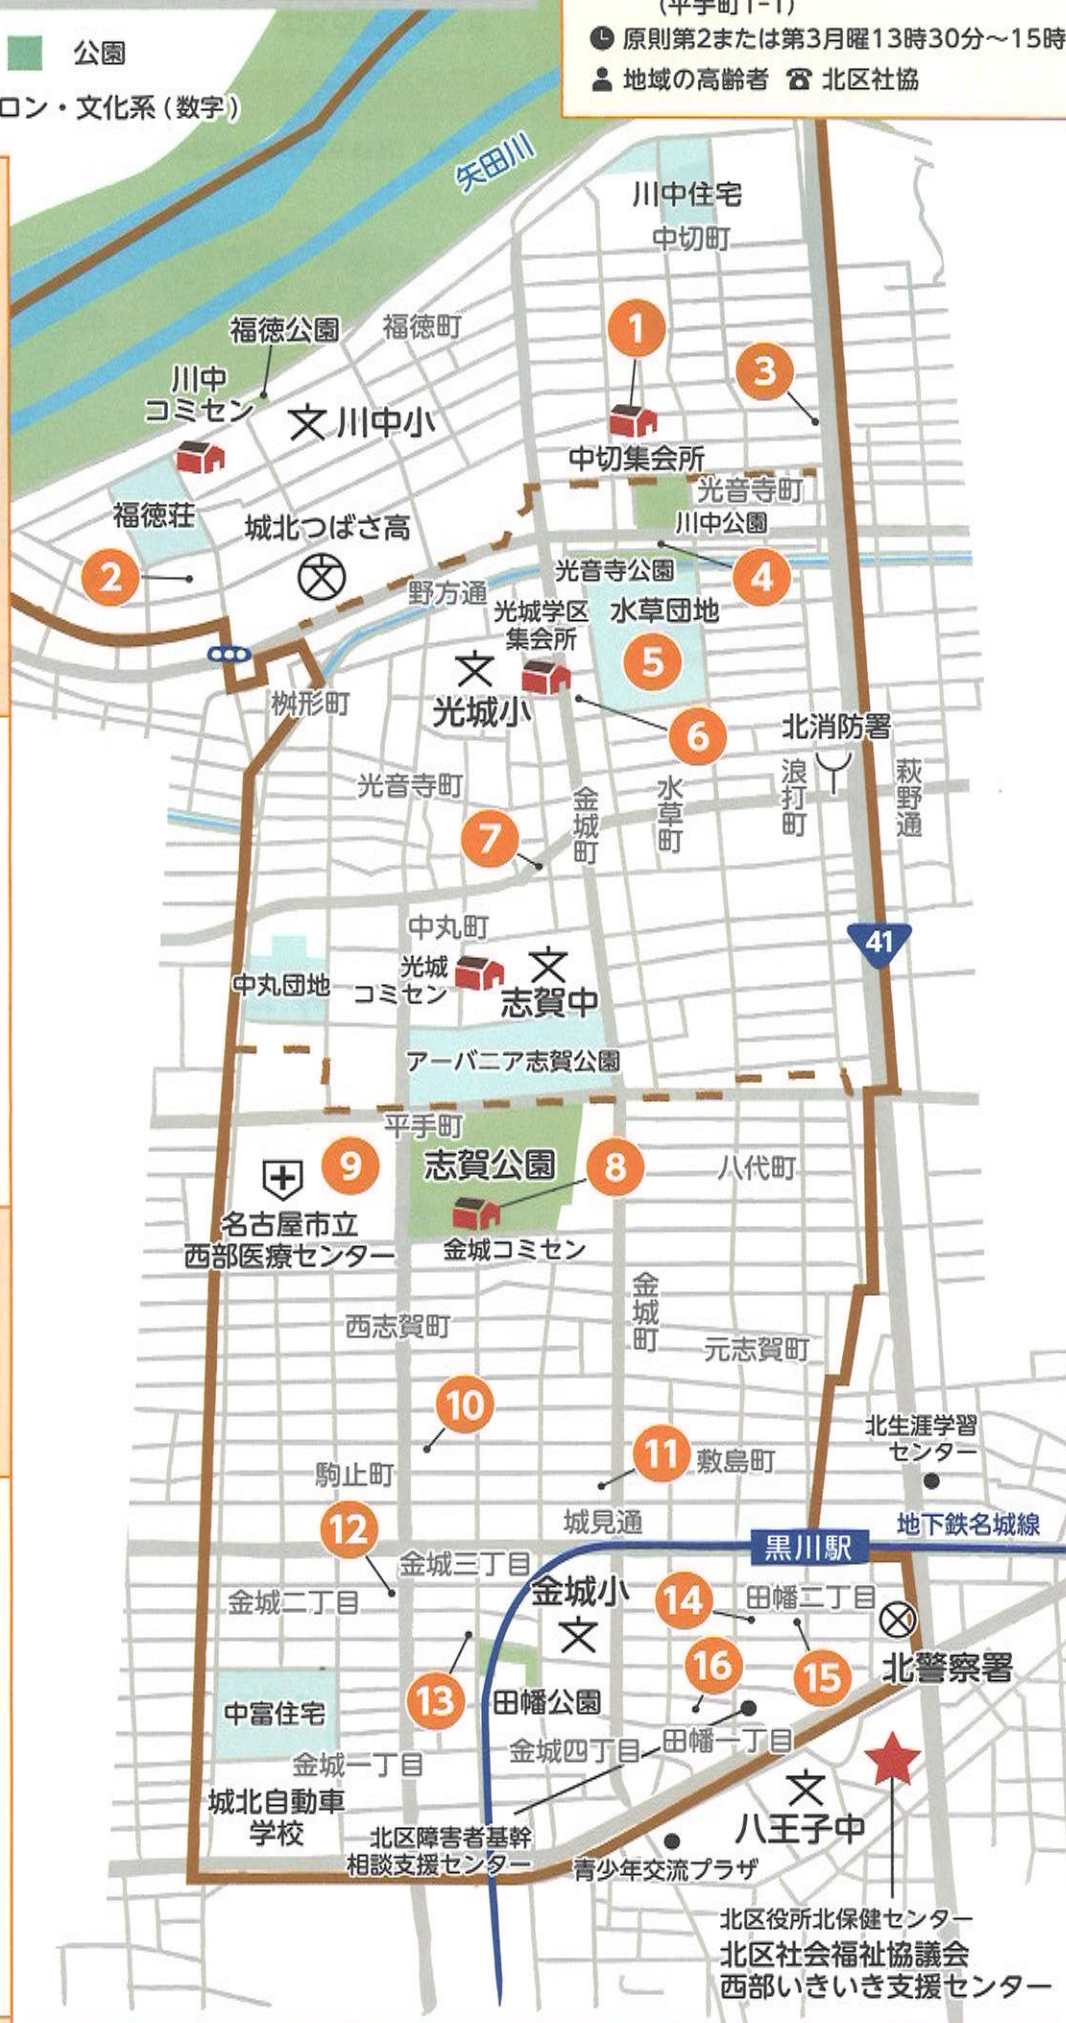 公園
ロン・文化系(数字)
(平手町1-1)
原則第2または第3月曜13時30分～15時
地域の高齢者 北区社協
矢田川
川中住宅
中切町
福徳公園
福徳町
川中
コミセン
川中小
1
3
中切集会所
光音寺町
川中公園
福徳荘
城北つばさ高
2
野方通
光音寺公園
4
光城学区
集会所
水草団地
5
光城小
6
桝形町
北消防署
光音寺町
金城町
水草町
浪打町
萩野通
7
41
中丸町
光城
コミセン
志賀中
中丸団地
アーバニア志賀公園
平手町
9
志賀公園
8
八代町
名古屋市立
西部医療センター
金城コミセン
西志賀町
金城町
元志賀町
10
11
敷島町
北生涯学習
センター
駒止町
12
城見通
黒川駅
地下鉄名城線
金城三丁目
金城二丁目
金城小
14
田幡二丁目
16
15
北警察署
13
田幡公園
中富住宅
金城一丁目
金城四丁目
田幡一丁目
城北自動車
学校
北区障害者基幹
相談支援センター
八王子中
青少年交流プラザ
北区役所北保健センター
北区社会福祉協議会
西部いきいき支援センター